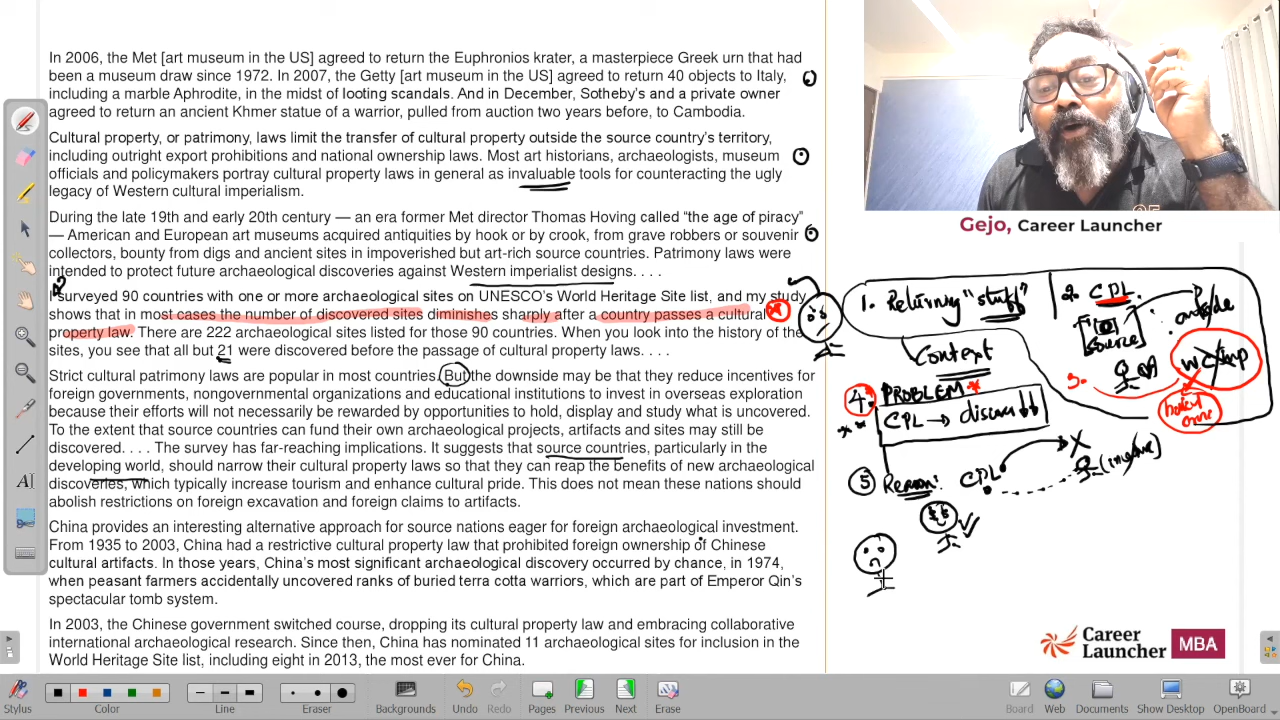 In 2006, the Met [art museum in the US] agreed to return the Euphronios krater, a masterpiece Greek urn that had
been a museum draw since 1972. In 2007, the Getty [art museum in the US] agreed to return 40 objects to Italy,
including a marble Aphrodite, in the midst of looting scandals. And in December, Sotheby's and a private owner
agreed to return an ancient Khmer statue of a warrior, pulled from auction two years before, to Cambodia.
Cultural property, or patrimony, laws limit the transfer of cultural property outside the source country's territory,
including outright export prohibitions and national ownership laws. Most art historians, archaeologists, museum
officials and policymakers portray cultural property laws in general as invaluable tools for counteracting the ugly
legacy of Western cultural imperialism.
During the late 19th and early 20th century — an era former Met director Thomas Hoving called "the age of piracy"
— American and European art museums acquired antiquities by hook or by crook, from grave robbers or souvenir
collectors, bounty from digs and ancient sites in impoverished but art-rich source countries. Patrimony laws were
intended to protect future archaeological discoveries against Western imperialist designs. . . .
I surveyed 90 countries with one or more archaeological sites on UNESCO's World Heritage Site list, and my study
shows that in most cases the number of discovered sites diminishes sharply after a country passes a cultural
property law. There are 222 archaeological sites listed for those 90 countries. When you look into the history of the
sites, you see that all but 21 were discovered before the passage of cultural property laws. . . .
Strict cultural patrimony laws are popular in most countries. But the downside may be that they reduce incentives for
foreign governments, nongovernmental organizations and educational institutions to invest in overseas exploration
because their efforts will not necessarily be rewarded by opportunities to hold, display and study what is uncovered.
To the extent that source countries can fund their own archaeological projects, artifacts and sites may still be
discovered. . . . The survey has far-reaching implications. It suggests that source countries, particularly in the
developing world, should narrow their cultural property laws so that they can reap the benefits of new archaeological
discoveries, which typically increase tourism and enhance cultural pride. This does not mean these nations should
abolish restrictions on foreign excavation and foreign claims to artifacts.
China provides an interesting alternative approach for source nations eager for foreign archaeological investment.
From 1935 to 2003, China had a restrictive cultural property law that prohibited foreign ownership of Chinese
cultural artifacts. In those years, China's most significant archaeological discovery occurred by chance, in 1974,
when peasant farmers accidentally uncovered ranks of buried terra cotta warriors, which are part of Emperor Qin's
spectacular tomb system.
In 2003, the Chinese government switched course, dropping its cultural property law and embracing collaborative
international archaeological research. Since then, China has nominated 11 archaeological sites for inclusion in the
World Heritage Site list, including eight in 2013, the most ever for China.
Gejo, Career Launcher
1. Returning "stuff"
2. CPL
source
outside
3.
Context
4. PROBLEM
CPL → discov ↓↓
5 Reason: CPL
Career
Launcher
MBA
Stylus
Color
Line
Eraser
Backgrounds
Undo
Redo
Pages
Previous
Next
Erase
Board
Web
Documents
Show Desktop
OpenBoard